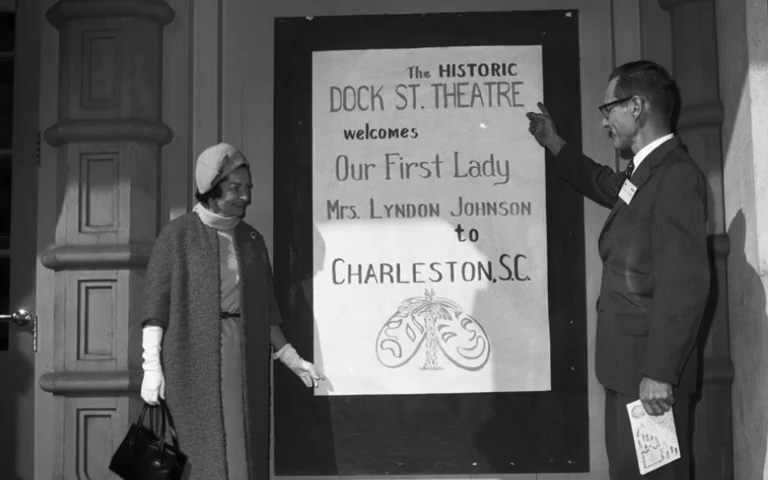 The HISTORIC
DOCK ST. THEATRE
welcomes
Our First Lady
Mrs. Lyndon Johnson
to
Charleston, S.C.